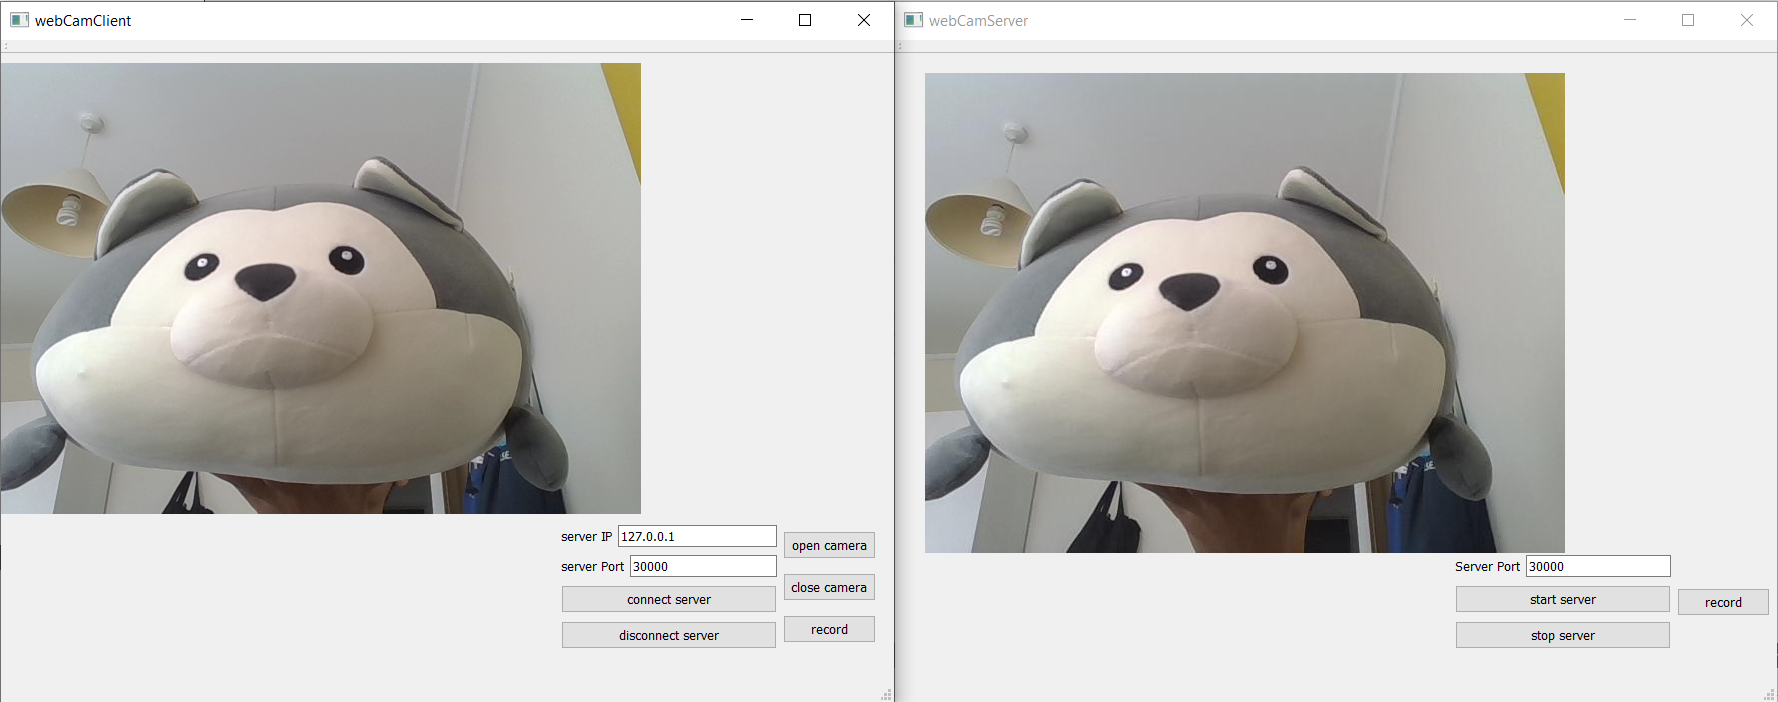 webCamClient
server IP 127.0.0.1
open camera
server Port 30000
close camera
connect server
record
disconnect server
webCamServer
Server Port 30000
start server
record
stop server